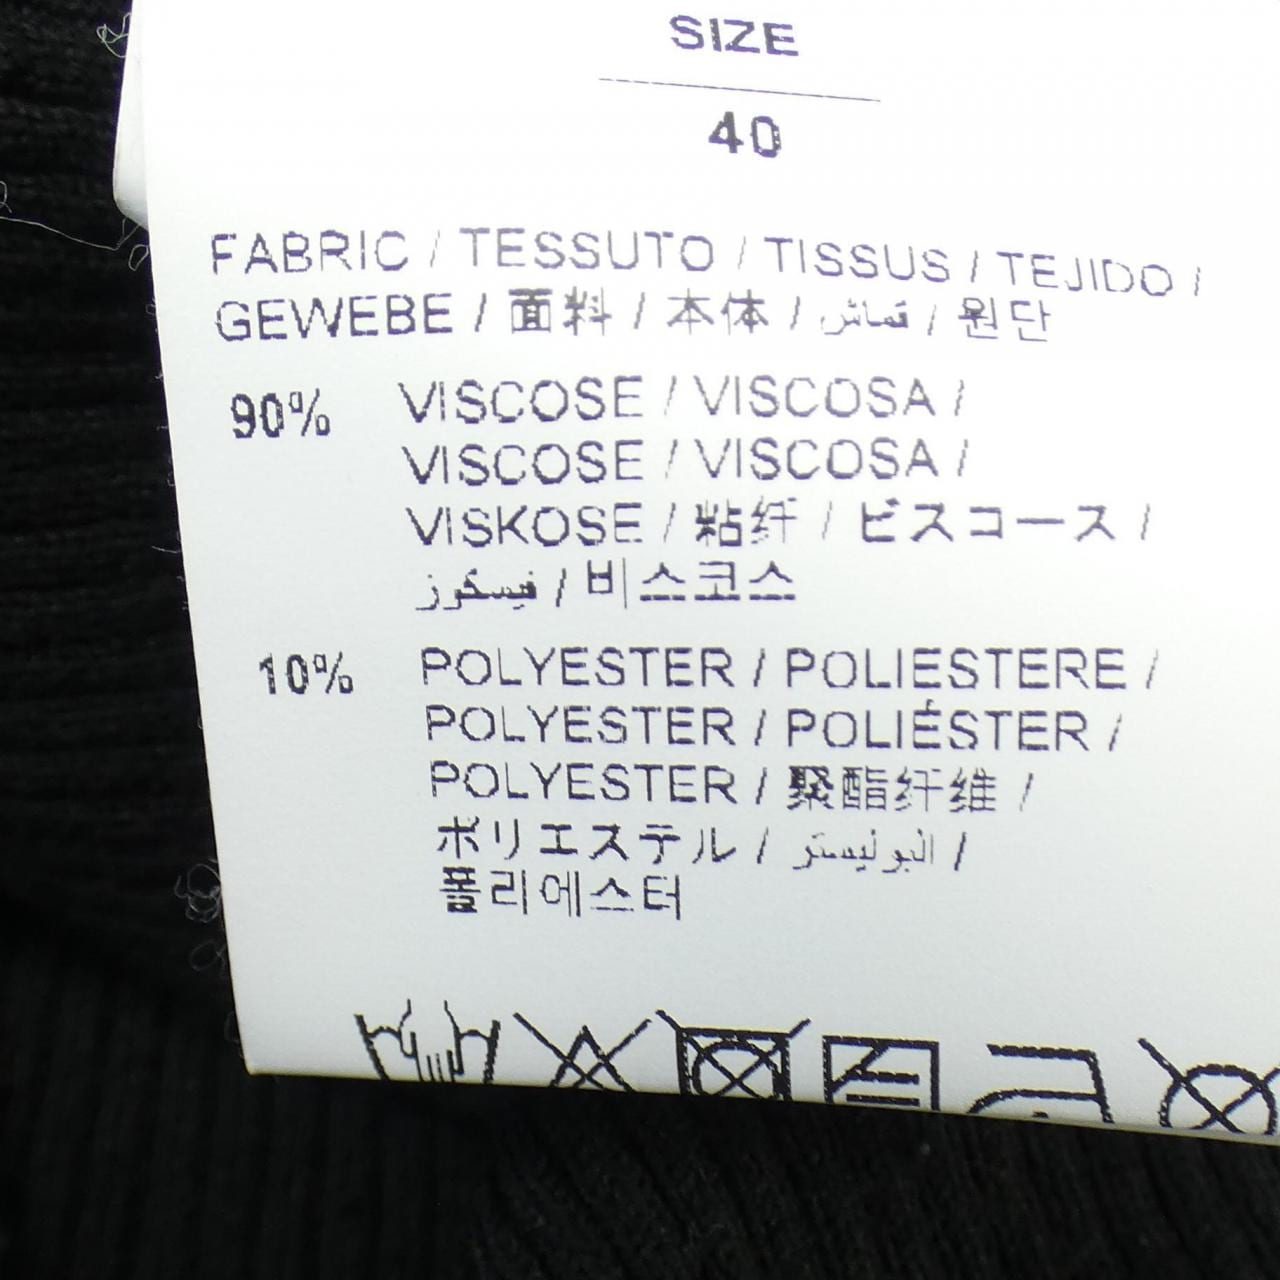 SIZE
40
FABRIC / TESSUTO / TISSUS / TEJIDO /
GEWEBE / 面料 / 本体 / قماش / 원단
90% VISCOSE / VISCOSA /
VISCOSE / VISCOSA /
VISKOSE / 粘纤 / ビスコース /
فيسكوز / 비스코스
10% POLYESTER / POLIESTERE /
POLYESTER / POLIÉSTER /
POLYESTER / 聚酯纤维 /
ポリエステル / البوليستر /
폴리에스터